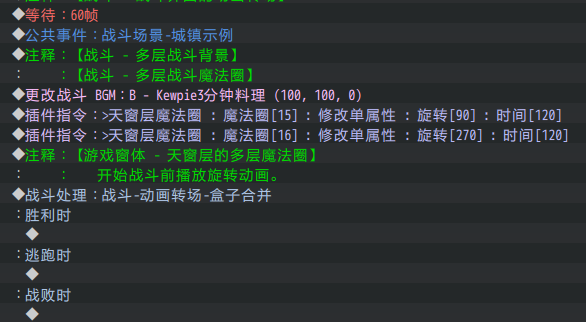 ◆等待：60帧
◆公共事件：战斗场景-城镇示例
◆注释：【战斗 - 多层战斗背景】
：　　：【战斗 - 多层战斗魔法圈】
◆更改战斗 BGM：B - Kewpie3分钟料理 (100, 100, 0)
◆插件指令：>天窗层魔法圈 : 魔法圈[15] : 修改单属性 : 旋转[90] : 时间[120]
◆插件指令：>天窗层魔法圈 : 魔法圈[16] : 修改单属性 : 旋转[270] : 时间[120]
◆注释：【游戏窗体 - 天窗层的多层魔法圈】
：　　：　　开始战斗前播放旋转动画。
◆战斗处理：战斗-动画转场-盒子合并
：胜利时
◆
：逃跑时
◆
：战败时
◆